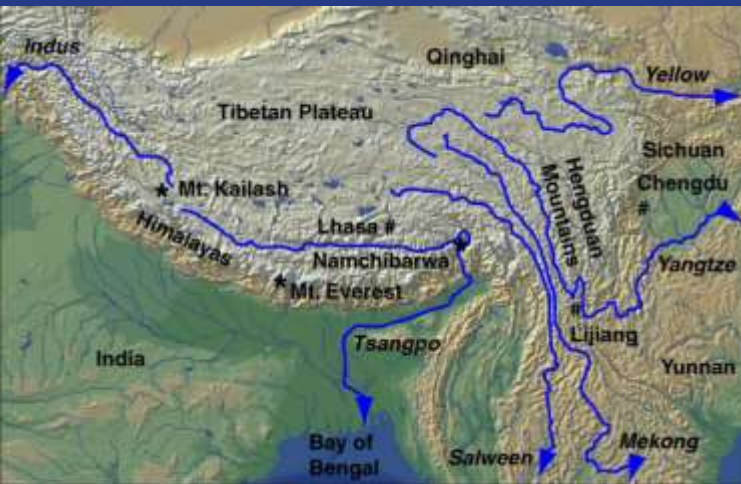 Indus
Qinghai
Yellow
Tibetan Plateau
Sichuan
Chengdu
#
Mt. Kailash
Hengduan
Mountains
Himalayas
Lhasa #
Namchibarwa
Mt. Everest
Yangtze
#
Lijiang
Tsangpo
India
Yunnan
Bay of
Bengal
Salween
Mekong